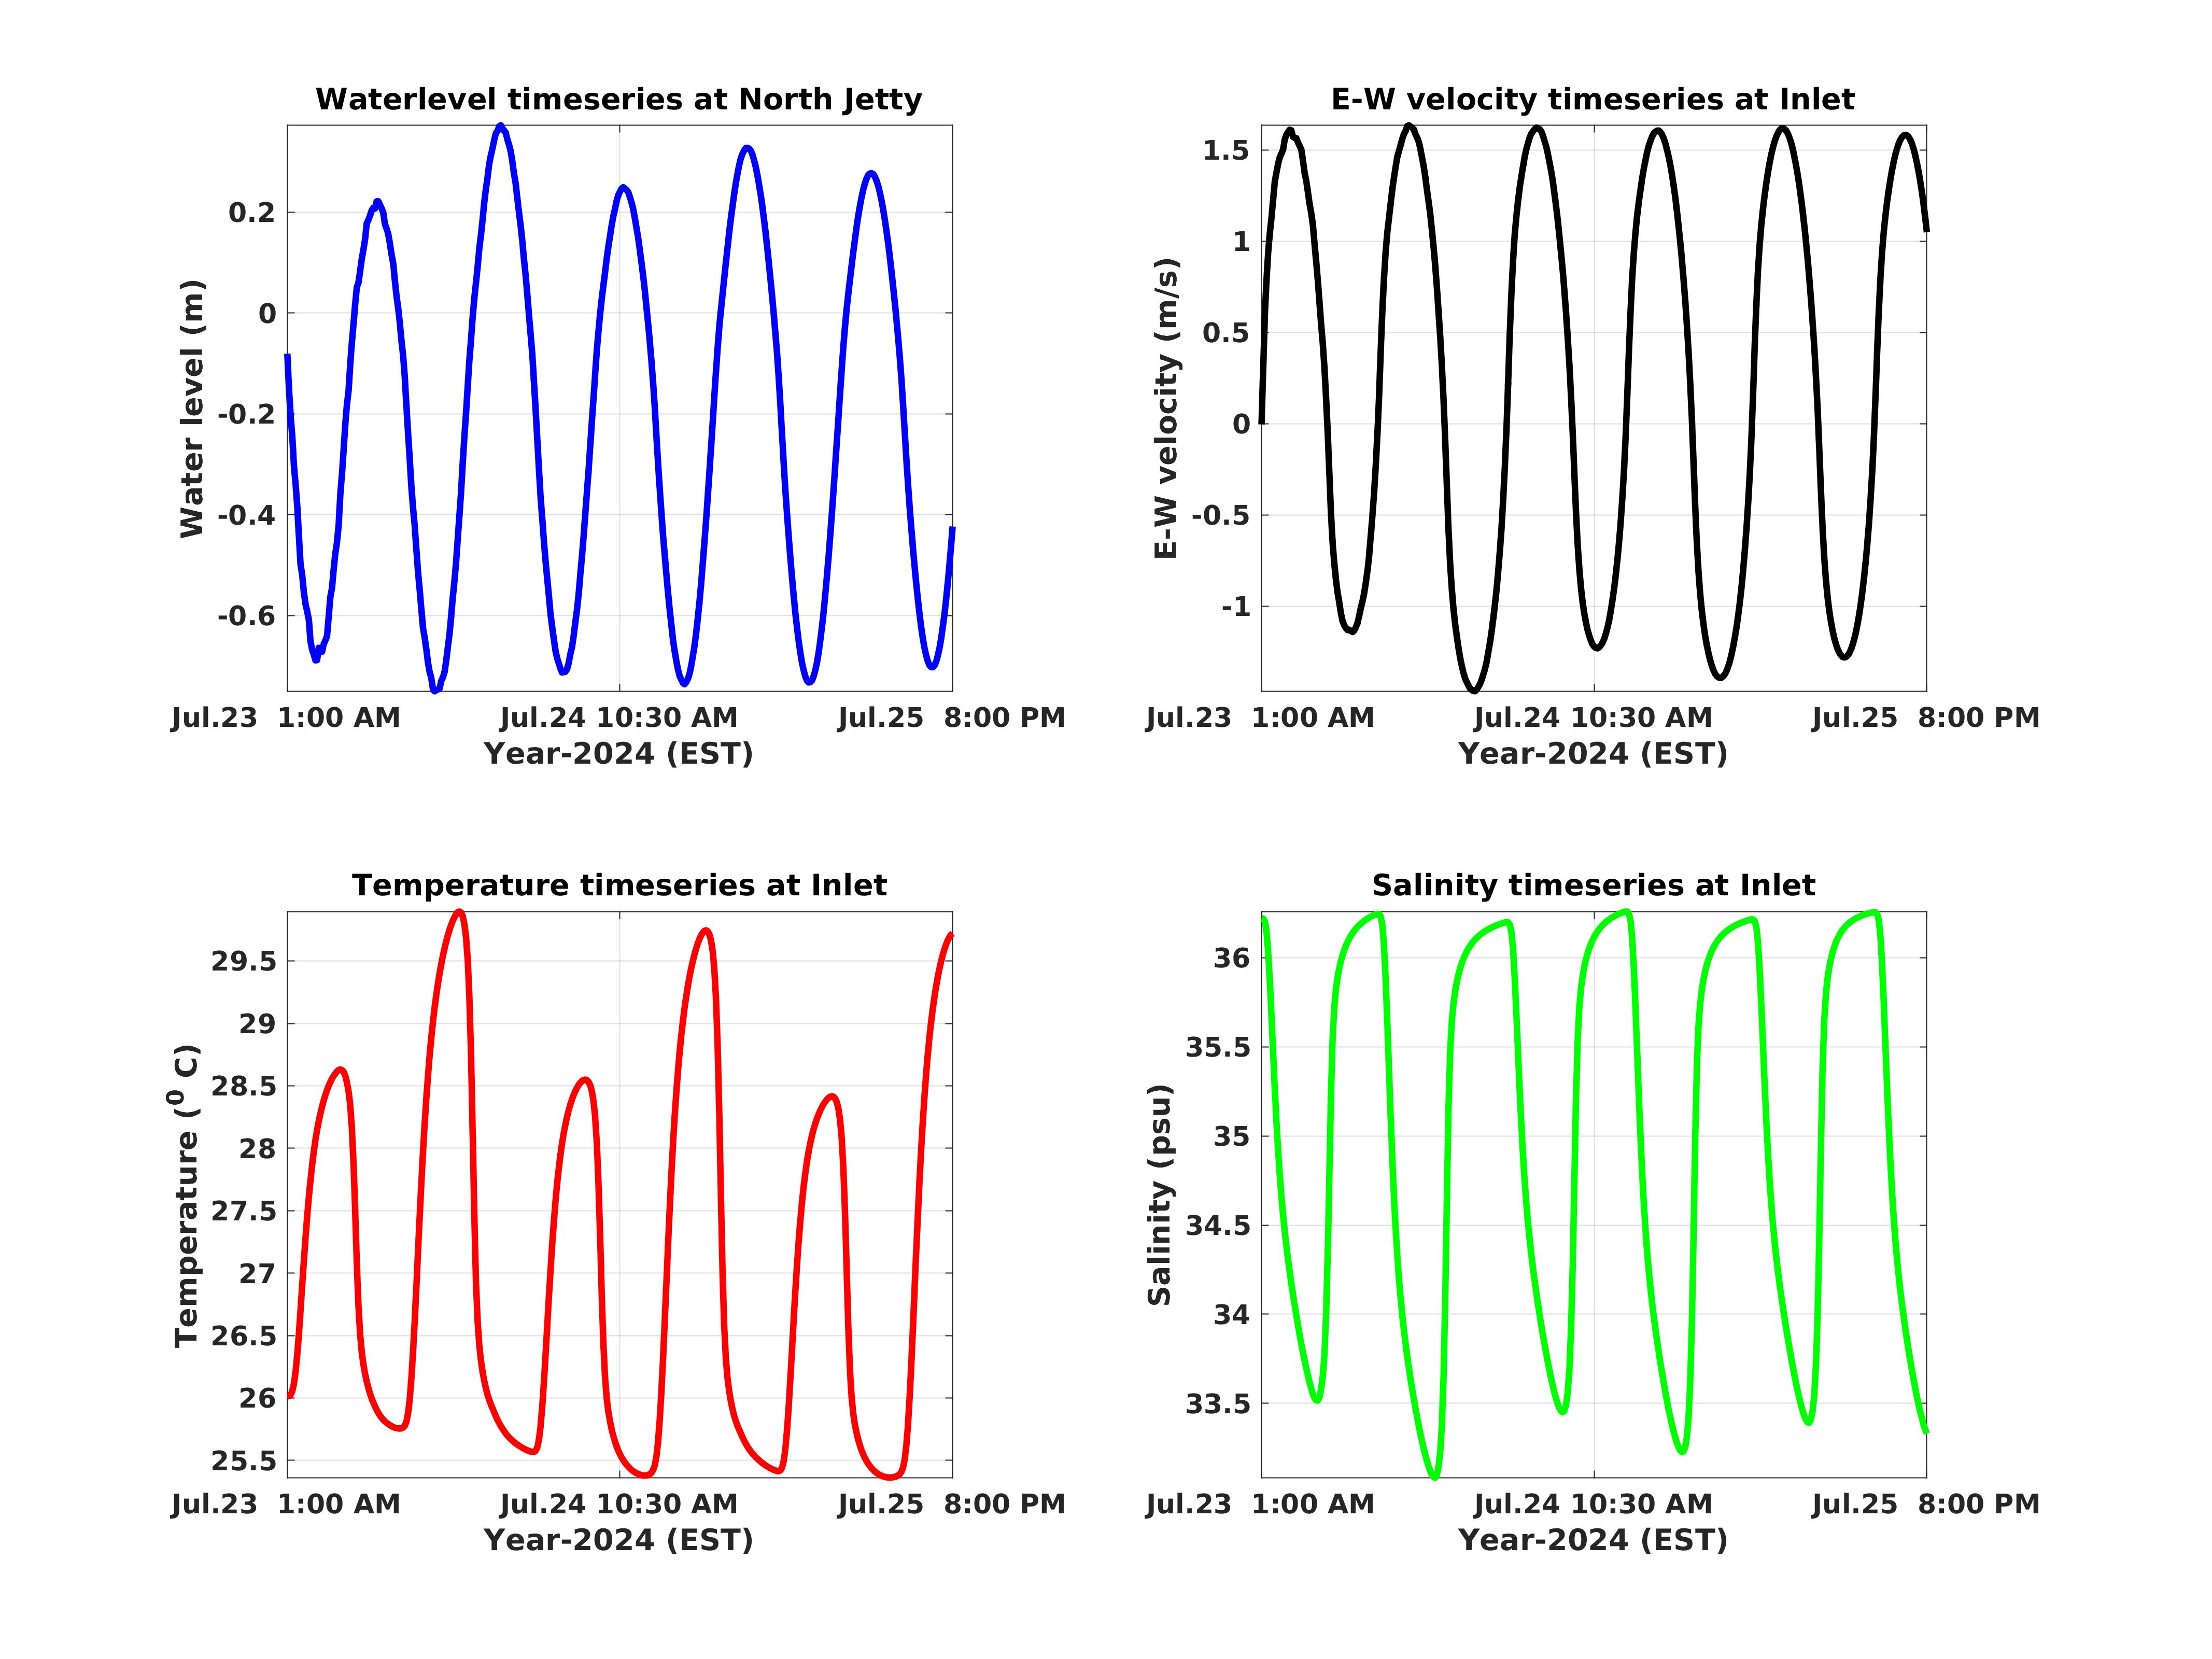 Waterlevel timeseries at North Jetty
0.2
0
-0.2
-0.4
-0.6
Water level (m)
Jul.23 1:00 AM Jul.24 10:30 AM Jul.25 8:00 PM
Year-2024 (EST)
E-W velocity timeseries at Inlet
1.5
1
0.5
0
-0.5
-1
E-W velocity (m/s)
Jul.23 1:00 AM Jul.24 10:30 AM Jul.25 8:00 PM
Year-2024 (EST)
Temperature timeseries at Inlet
29.5
29
28.5
28
27.5
27
26.5
26
25.5
Temperature (⁰ C)
Jul.23 1:00 AM Jul.24 10:30 AM Jul.25 8:00 PM
Year-2024 (EST)
Salinity timeseries at Inlet
36
35.5
35
34.5
34
33.5
Salinity (psu)
Jul.23 1:00 AM Jul.24 10:30 AM Jul.25 8:00 PM
Year-2024 (EST)